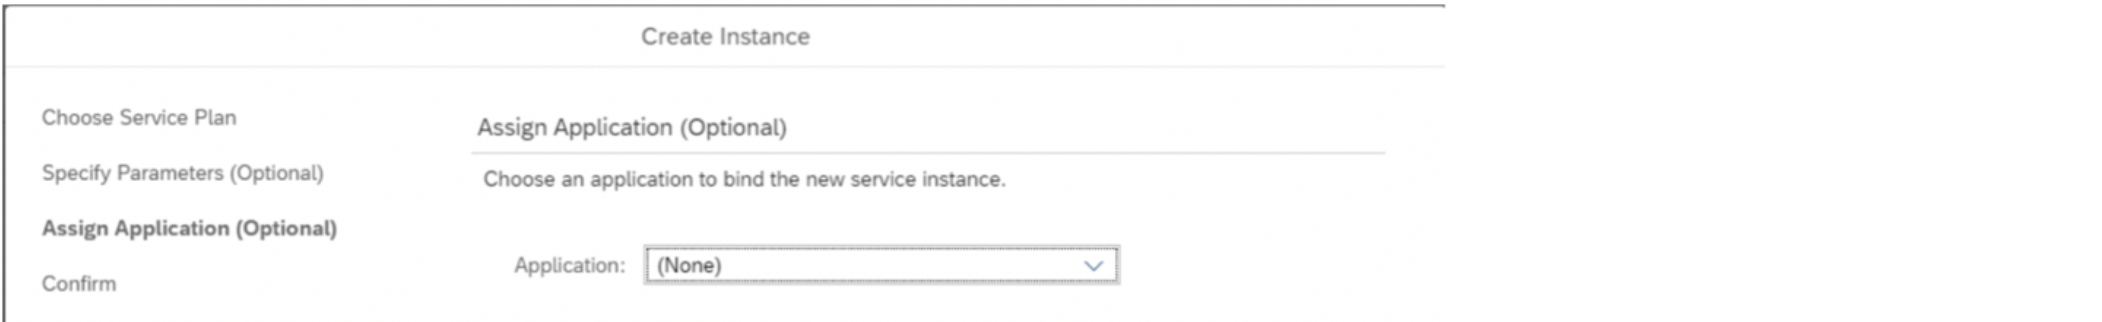 Create Instance
Choose Service Plan
Specify Parameters (Optional)
Assign Application (Optional)
Confirm
Assign Application (Optional)
Choose an application to bind the new service instance.
Application: (None)